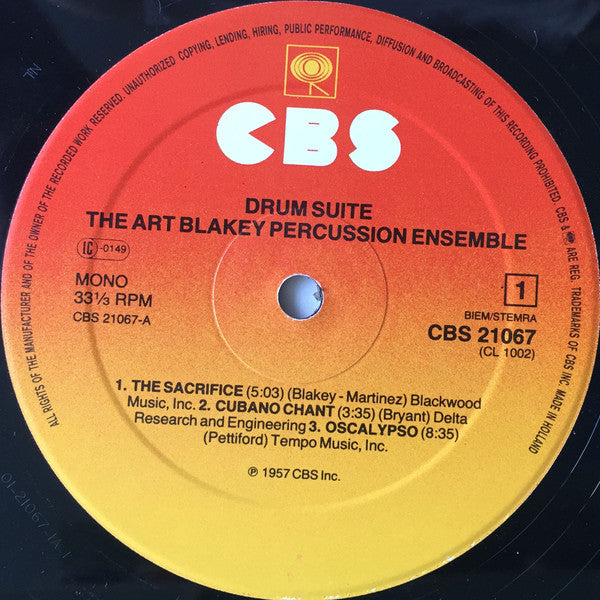 ALL RIGHTS OF THE MANUFACTURER AND OF THE OWNER OF THE RECORDED WORK RESERVED. UNAUTHORIZED COPYING, LENDING, HIRING, PUBLIC PERFORMANCE, DIFFUSION AND BROADCASTING OF THIS RECORDING PROHIBITED. CBS & ARE REG. TRADEMARKS OF CBS INC. MADE IN HOLLAND
CBS
DRUM SUITE
THE ART BLAKEY PERCUSSION ENSEMBLE
IC -0149
MONO
33⅓ RPM
CBS 21067-A
1
BIEM/STEMRA
CBS 21067
(CL 1002)
1. THE SACRIFICE (5:03) (Blakey - Martinez) Blackwood
Music, Inc. 2. CUBANO CHANT (3:35) (Bryant) Delta
Research and Engineering 3. OSCALYPSO (8:35)
(Pettiford) Tempo Music, Inc.
℗ 1957 CBS Inc.